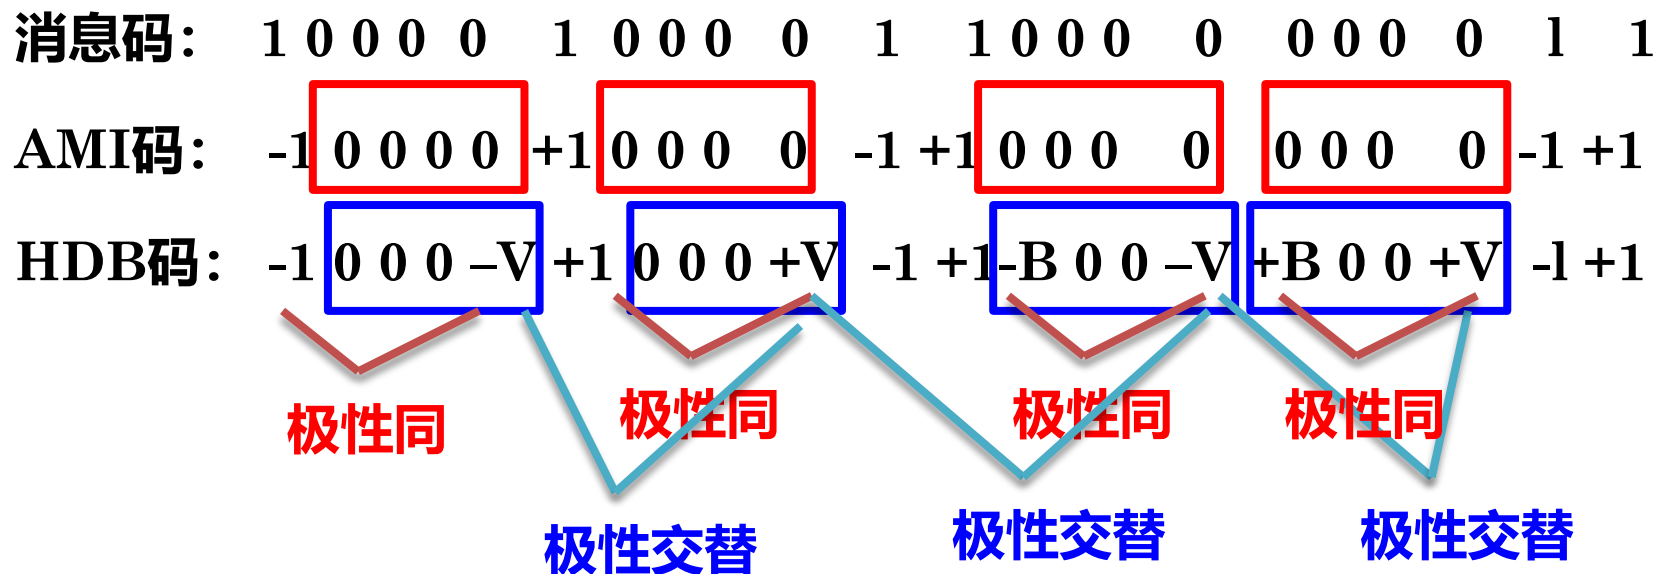 消息码： 1 0 0 0 0 1 0 0 0 0 1 1 0 0 0 0 0 0 0 0 l 1
AMI码： -1 0 0 0 0 +1 0 0 0 0 -1 +1 0 0 0 0 0 0 0 0 -1 +1
HDB码： -1 0 0 0 –V +1 0 0 0 +V -1 +1 -B 0 0 –V +B 0 0 +V -l +1
极性同 极性同 极性同 极性同
极性交替 极性交替 极性交替